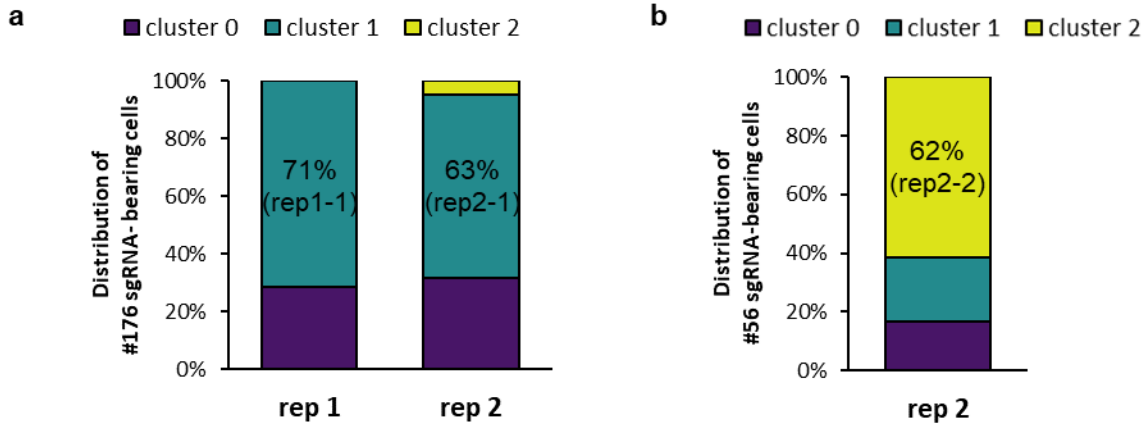 a
cluster 0 cluster 1 cluster 2
Distribution of
#176 sgRNA- bearing cells
100%
80%
60%
40%
20%
0%
71%
(rep1-1)
63%
(rep2-1)
rep 1
rep 2
b
cluster 0 cluster 1 cluster 2
Distribution of
#56 sgRNA-bearing cells
100%
80%
60%
40%
20%
0%
62%
(rep2-2)
rep 2